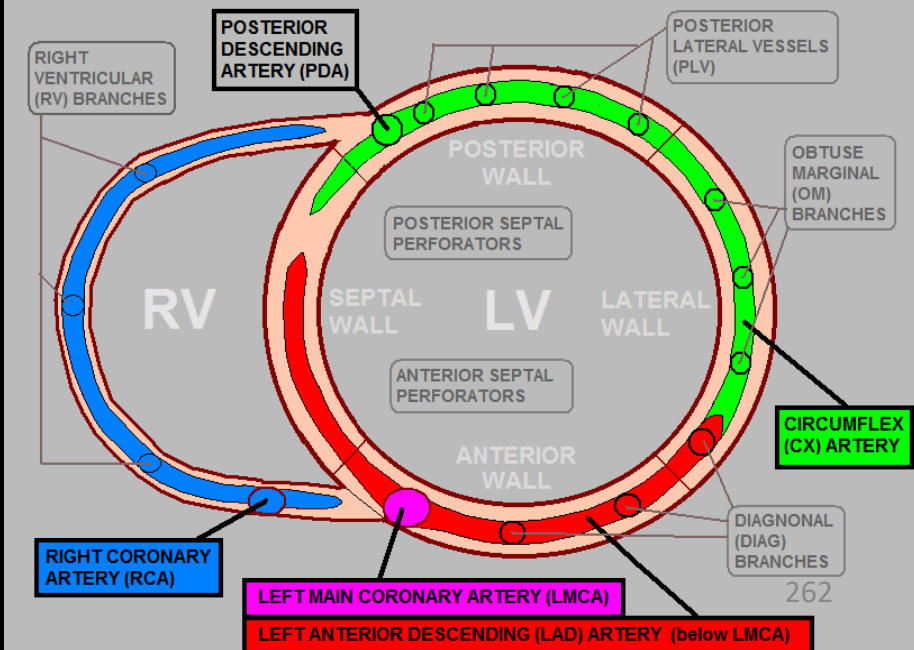 POSTERIOR
DESCENDING
ARTERY (PDA)
POSTERIOR
LATERAL VESSELS
(PLV)
RIGHT
VENTRICULAR
(RV) BRANCHES
POSTERIOR
WALL
OBTUSE
MARGINAL
(OM)
BRANCHES
POSTERIOR SEPTAL
PERFORATORS
RV
SEPTAL
WALL
LV
LATERAL
WALL
ANTERIOR SEPTAL
PERFORATORS
CIRCUMFLEX
(CX) ARTERY
ANTERIOR
WALL
DIAGNONAL
(DIAG)
BRANCHES
RIGHT CORONARY
ARTERY (RCA)
LEFT MAIN CORONARY ARTERY (LMCA)
262
LEFT ANTERIOR DESCENDING (LAD) ARTERY (below LMCA)